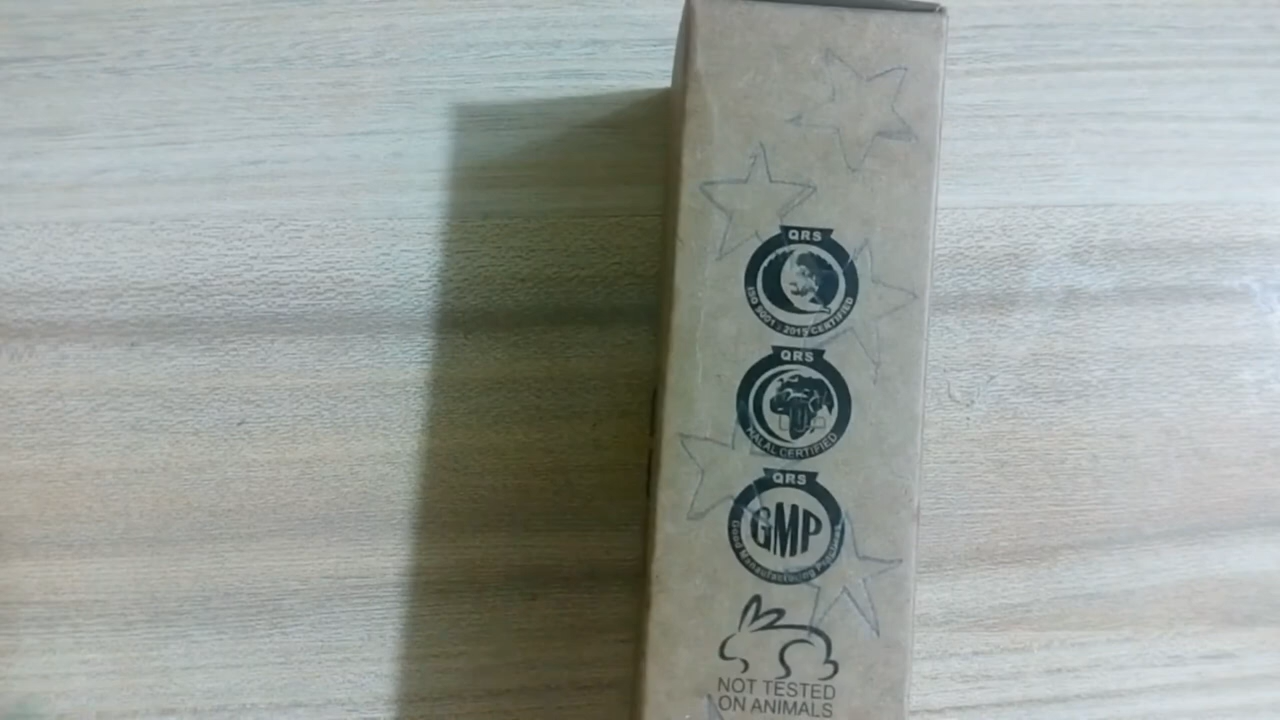 QRS
ISO 9001 : 2015 CERTIFIED
QRS
HALAL CERTIFIED
QRS
GMP
Good Manufacturing Practices
NOT TESTED
ON ANIMALS